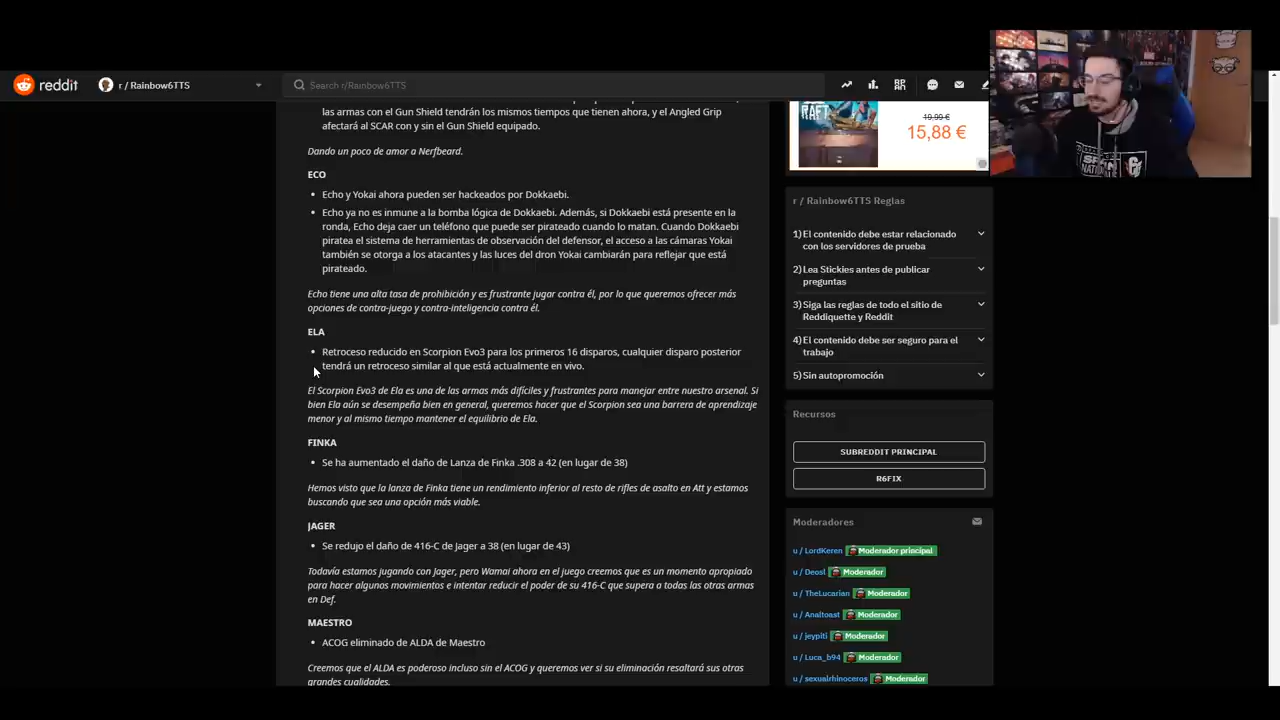 reddit
r / Rainbow6TTS
Search r/Rainbow6TTS
las armas con el Gun Shield tendrán los mismos tiempos que tienen ahora, y el Angled Grip
afectará al SCAR con y sin el Gun Shield equipado.
Dando un poco de amor a Nerfbeard.
ECO
Echo y Yokai ahora pueden ser hackeados por Dokkaebi.
Echo ya no es inmune a la bomba lógica de Dokkaebi. Además, si Dokkaebi está presente en la
ronda, Echo deja caer un teléfono que puede ser pirateado cuando lo matan. Cuando Dokkaebi
piratea el sistema de herramientas de observación del defensor, el acceso a las cámaras Yokai
también se otorga a los atacantes y las luces del dron Yokai cambiarán para reflejar que está
pirateado.
Echo tiene una alta tasa de prohibición y es frustrante jugar contra él, por lo que queremos ofrecer más
opciones de contra-juego y contra-inteligencia contra él.
ELA
Retroceso reducido en Scorpion Evo3 para los primeros 16 disparos, cualquier disparo posterior
tendrá un retroceso similar al que está actualmente en vivo.
El Scorpion Evo3 de Ela es una de las armas más difíciles y frustrantes para manejar entre nuestro arsenal. Si
bien Ela aún se desempeña bien en general, queremos hacer que el Scorpion sea una barrera de aprendizaje
menor y al mismo tiempo mantener el equilibrio de Ela.
FINKA
Se ha aumentado el daño de Lanza de Finka .308 a 42 (en lugar de 38)
Hemos visto que la lanza de Finka tiene un rendimiento inferior al resto de rifles de asalto en Att y estamos
buscando que sea una opción más viable.
JAGER
Se redujo el daño de 416-C de Jager a 38 (en lugar de 43)
Todavía estamos jugando con Jager, pero Wamai ahora en el juego creemos que es un momento apropiado
para hacer algunos movimientos e intentar reducir el poder de su 416-C que supera a todas las otras armas
en Def.
MAESTRO
ACOG eliminado de ALDA de Maestro
Creemos que el ALDA es poderoso incluso sin el ACOG y queremos ver si su eliminación resaltará sus otras
grandes cualidades.
RAFT
19,99 €
15,88 €
r / Rainbow6TTS Reglas
1) El contenido debe estar relacionado
con los servidores de prueba
2) Lea Stickies antes de publicar
preguntas
3) Siga las reglas de todo el sitio de
Reddiquette y Reddit
4) El contenido debe ser seguro para el
trabajo
5) Sin autopromoción
Recursos
SUBREDDIT PRINCIPAL
R6FIX
Moderadores
u / LordKeren Moderador principal
u / Deosl Moderador
u / TheLucarian Moderador
u / Analtoast Moderador
u / jeypiti Moderador
u / Luca_b94 Moderador
u / sexualrhinoceros Moderador